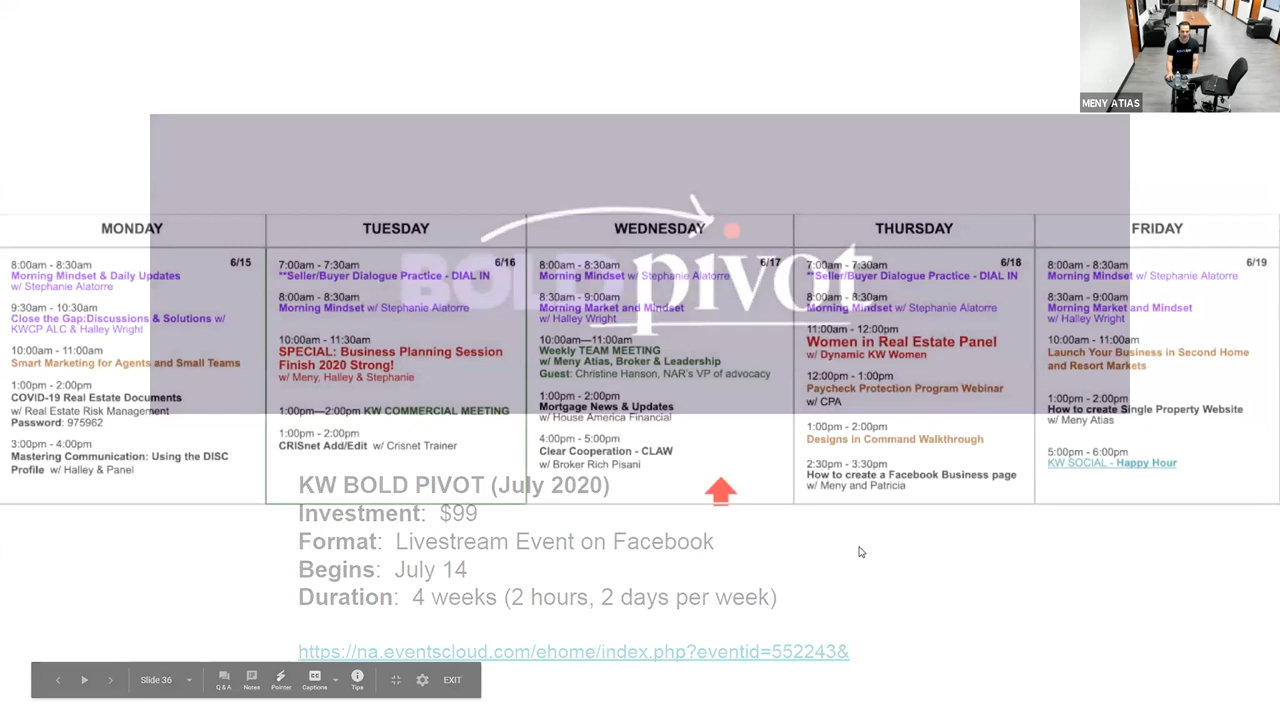 MENY ATIAS
BOLD pivot
MONDAY
6/15
8:00am - 8:30am
Morning Mindset & Daily Updates
w/ Stephanie Alatorre
9:30am - 10:30am
Close the Gap:Discussions & Solutions w/
KWCP ALC & Halley Wright
10:00am - 11:00am
Smart Marketing for Agents and Small Teams
1:00pm - 2:00pm
COVID-19 Real Estate Documents
w/ Real Estate Risk Management
Password: 975962
3:00pm - 4:00pm
Mastering Communication: Using the DISC
Profile w/ Halley & Panel
TUESDAY
6/16
7:00am - 7:30am
**Seller/Buyer Dialogue Practice - DIAL IN
8:00am - 8:30am
Morning Mindset w/ Stephanie Alatorre
10:00am - 11:30am
SPECIAL: Business Planning Session
Finish 2020 Strong!
w/ Meny, Halley & Stephanie
1:00pm—2:00pm KW COMMERCIAL MEETING
1:00pm - 2:00pm
CRISnet Add/Edit w/ Crisnet Trainer
WEDNESDAY
6/17
8:00am - 8:30am
Morning Mindset w/ Stephanie Alatorre
8:30am - 9:00am
Morning Market and Mindset
w/ Halley Wright
10:00am—11:00am
Weekly TEAM MEETING
w/ Meny Atias, Broker & Leadership
Guest: Christine Hanson, NAR's VP of advocacy
1:00pm - 2:00pm
Mortgage News & Updates
w/ House America Financial
4:00pm - 5:00pm
Clear Cooperation - CLAW
w/ Broker Rich Pisani
THURSDAY
6/18
7:00am - 7:30am
**Seller/Buyer Dialogue Practice - DIAL IN
8:00am - 8:30am
Morning Mindset w/ Stephanie Alatorre
11:00am - 12:00pm
Women in Real Estate Panel
w/ Dynamic KW Women
12:00pm - 1:00pm
Paycheck Protection Program Webinar
w/ CPA
1:00pm - 2:00pm
Designs in Command Walkthrough
2:30pm - 3:30pm
How to create a Facebook Business page
w/ Meny and Patricia
FRIDAY
6/19
8:00am - 8:30am
Morning Mindset w/ Stephanie Alatorre
8:30am - 9:00am
Morning Market and Mindset
w/ Halley Wright
10:00am - 11:00am
Launch Your Business in Second Home
and Resort Markets
1:00pm - 2:00pm
How to create Single Property Website
w/ Meny Atias
5:00pm - 6:00pm
KW SOCIAL - Happy Hour
KW BOLD PIVOT (July 2020)
Investment: $99
Format: Livestream Event on Facebook
Begins: July 14
Duration: 4 weeks (2 hours, 2 days per week)
https://na.eventscloud.com/ehome/index.php?eventid=552243&
Slide 36
Q & A
Notes
Pointer
Captions
Tips
EXIT